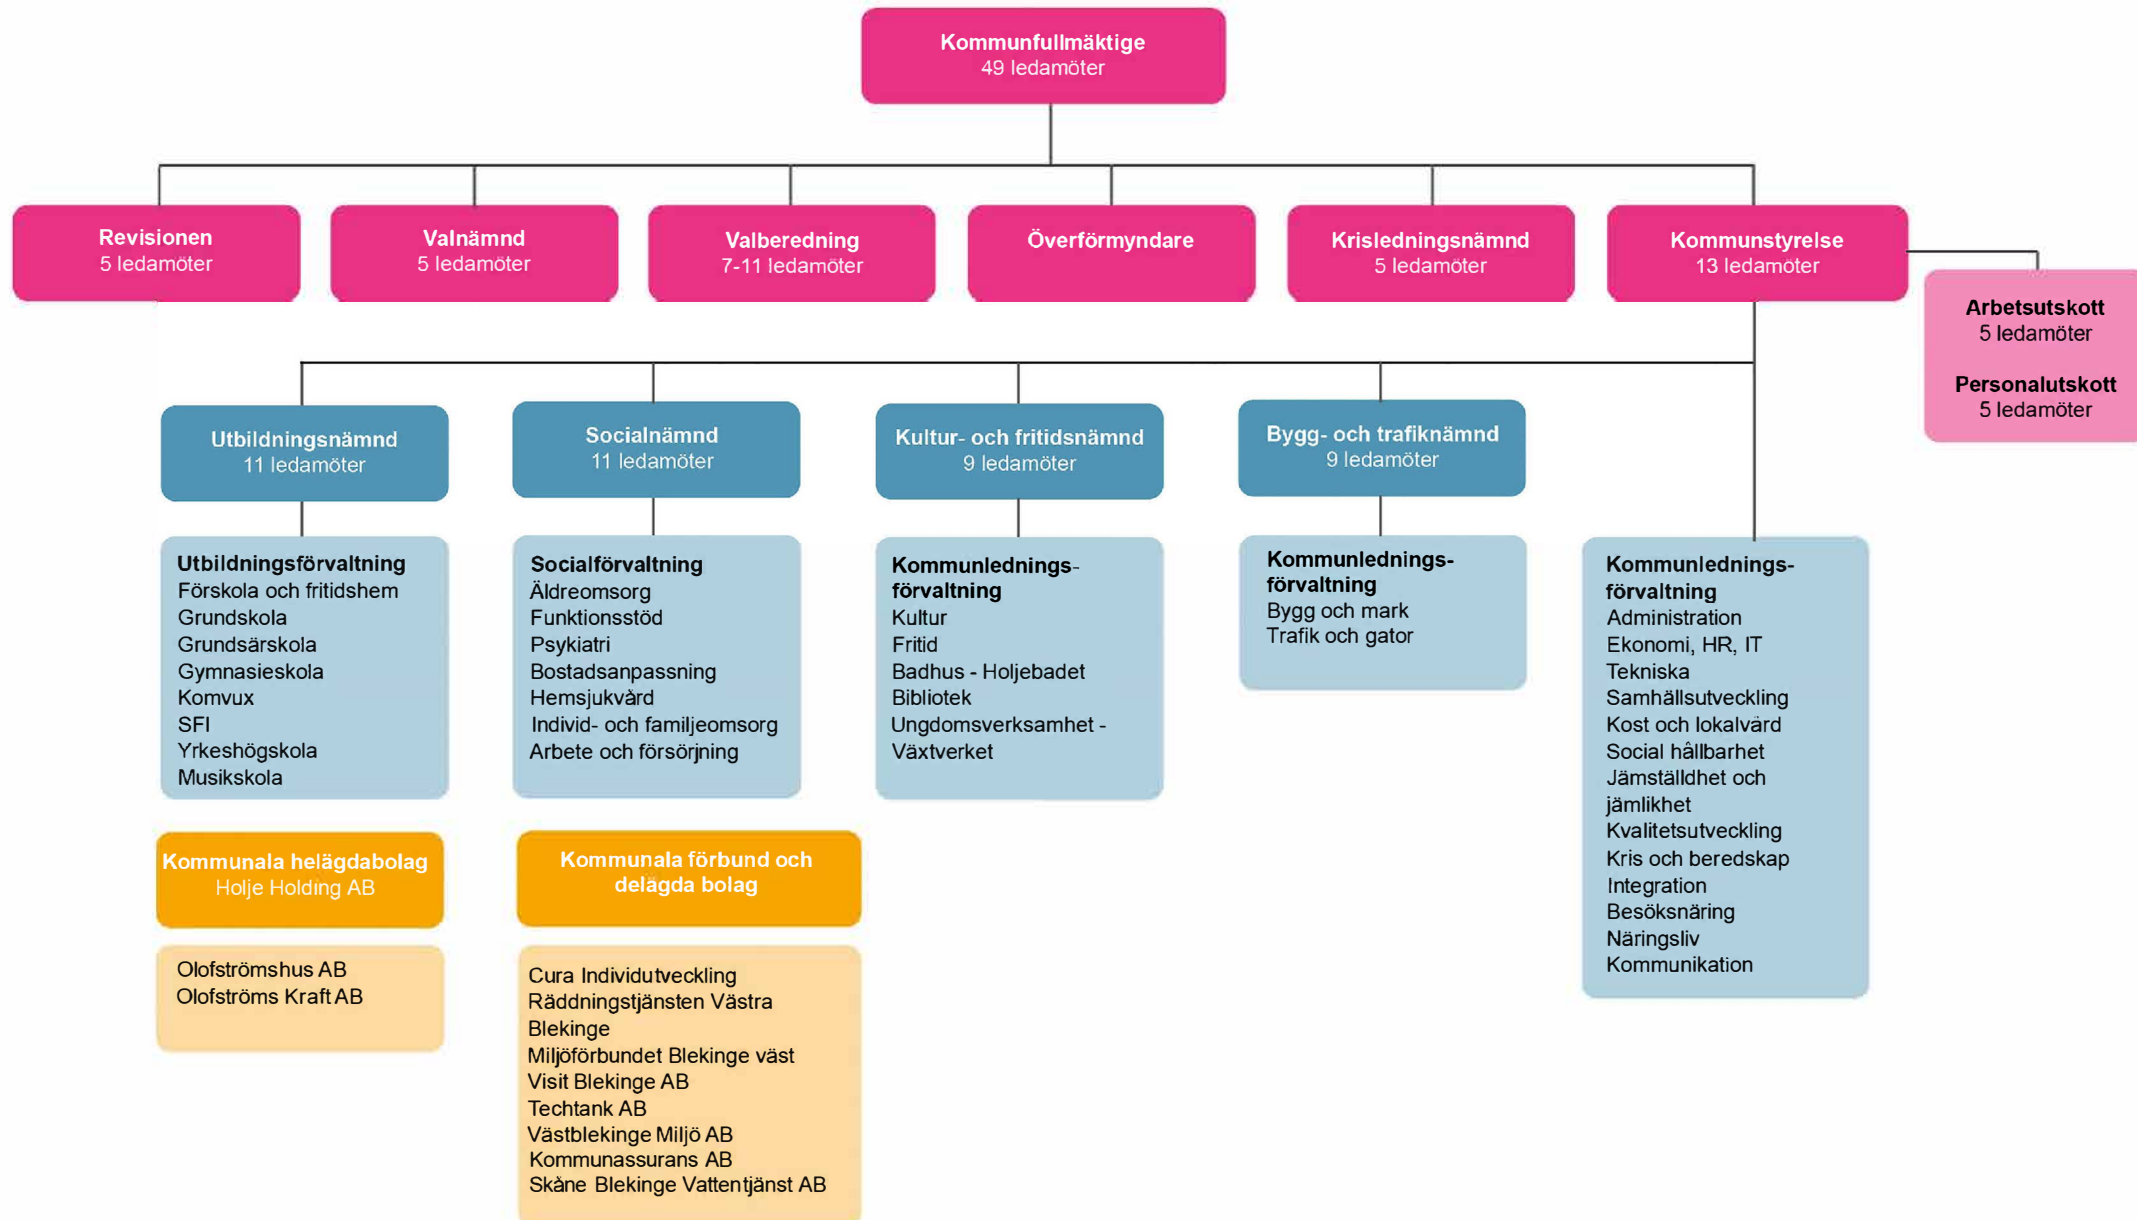 Kommunfullmäktige
49 ledamöter
Revisionen
5 ledamöter
Valnämnd
5 ledamöter
Valberedning
7-11 ledamöter
Överförmyndare
Krisledningsnämnd
5 ledamöter
Kommunstyrelse
13 ledamöter
Arbetsutskott
5 ledamöter
Personalutskott
5 ledamöter
Utbildningsnämnd
11 ledamöter
Socialnämnd
11 ledamöter
Kultur- och fritidsnämnd
9 ledamöter
Bygg- och trafiknämnd
9 ledamöter
Utbildningsförvaltning
Förskola och fritidshem
Grundskola
Grundsärskola
Gymnasieskola
Komvux
SFI
Yrkeshögskola
Musikskola
Socialförvaltning
Äldreomsorg
Funktionsstöd
Psykiatri
Bostadsanpassning
Hemsjukvård
Individ- och familjeomsorg
Arbete och försörjning
Kommunlednings-
förvaltning
Kultur
Fritid
Badhus - Holjebadet
Bibliotek
Ungdomsverksamhet -
Växtverket
Kommunlednings-
förvaltning
Bygg och mark
Trafik och gator
Kommunlednings-
förvaltning
Administration
Ekonomi, HR, IT
Tekniska
Samhällsutveckling
Kost och lokalvård
Social hållbarhet
Jämställdhet och
jämlikhet
Kvalitetsutveckling
Kris och beredskap
Integration
Besöksnäring
Näringsliv
Kommunikation
Kommunala helägdabolag
Holje Holding AB
Olofströmshus AB
Olofströms Kraft AB
Kommunala förbund och
delägda bolag
Cura Individutveckling
Räddningstjänsten Västra
Blekinge
Miljöförbundet Blekinge väst
Visit Blekinge AB
Techtank AB
Västblekinge Miljö AB
Kommunassurans AB
Skåne Blekinge Vattentjänst AB